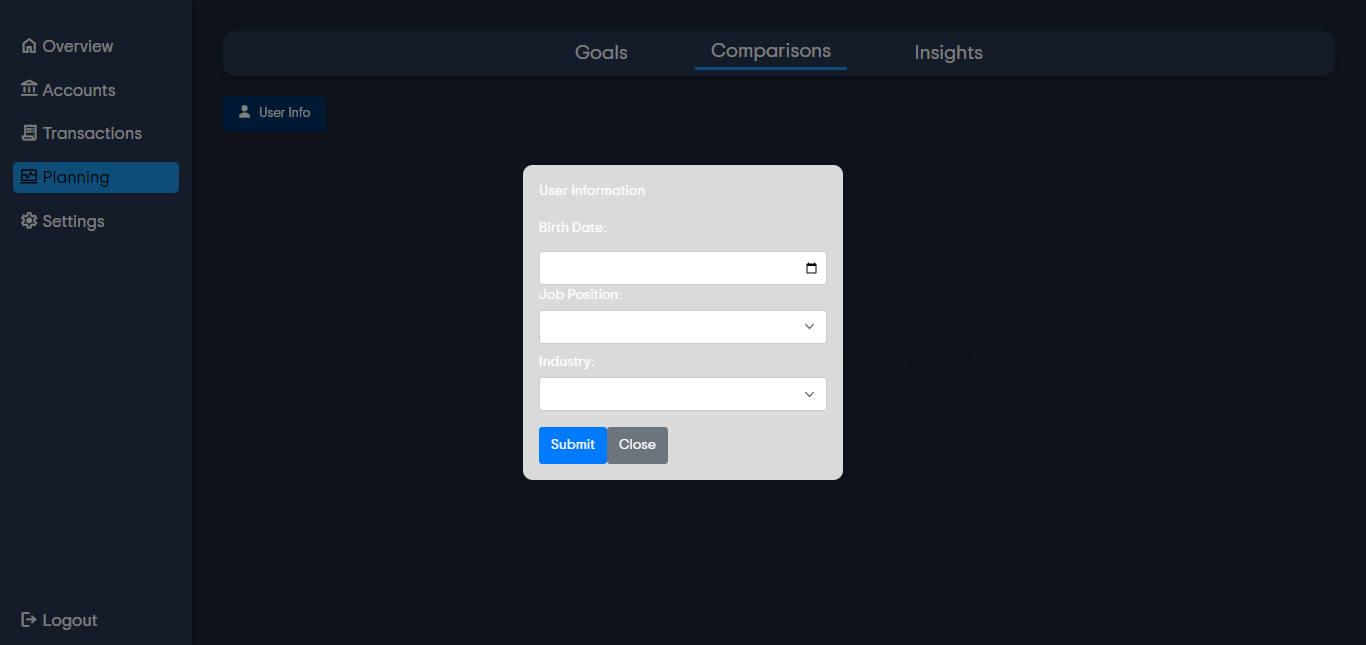 Overview
Accounts
Transactions
Planning
Settings
Logout
Goals
Comparisons
Insights
User Info
User Information
Birth Date:
Job Position:
Industry:
Submit
Close